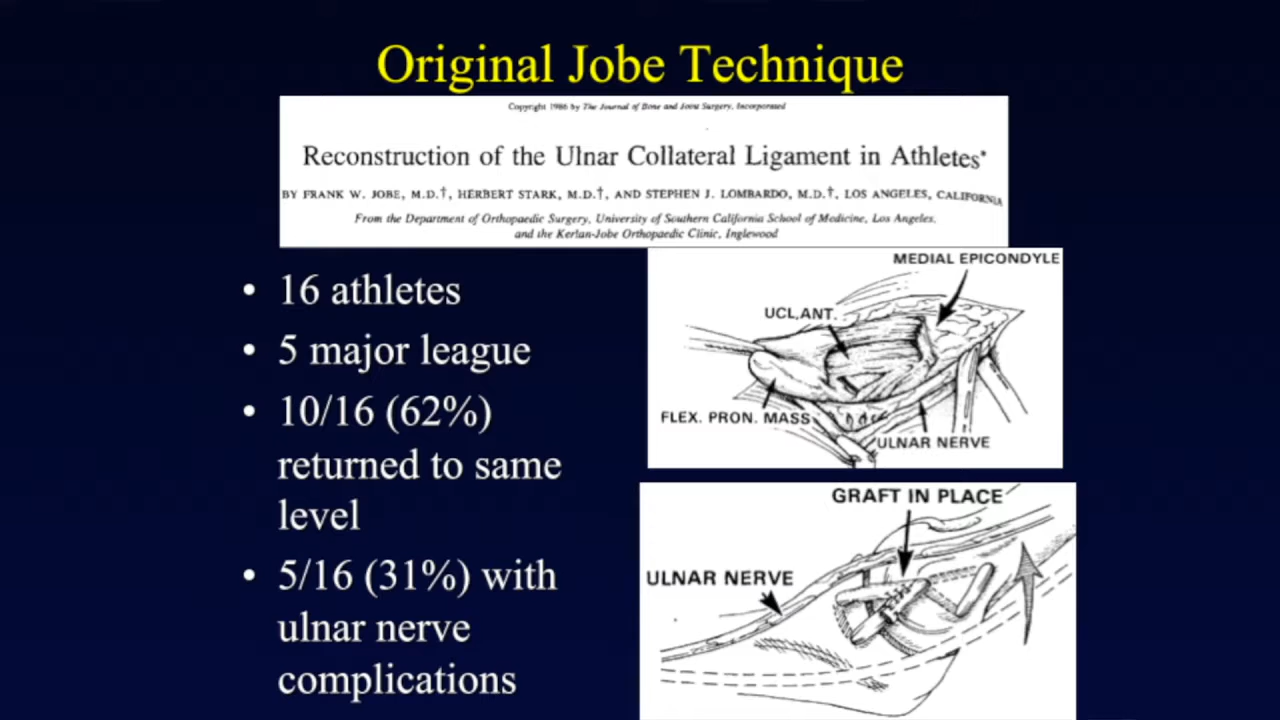 Original Jobe Technique
Copyright 1986 by The Journal of Bone and Joint Surgery, Incorporated
Reconstruction of the Ulnar Collateral Ligament in Athletes*
BY FRANK W. JOBE, M.D.†, HERBERT STARK, M.D.†, AND STEPHEN J. LOMBARDO, M.D.†, LOS ANGELES, CALIFORNIA
From the Department of Orthopaedic Surgery, University of Southern California School of Medicine, Los Angeles,
and the Kerlan-Jobe Orthopaedic Clinic, Inglewood
• 16 athletes
• 5 major league
• 10/16 (62%)
returned to same
level
• 5/16 (31%) with
ulnar nerve
complications
MEDIAL EPICONDYLE
UCL,ANT.
FLEX. PRON. MASS
ULNAR NERVE
GRAFT IN PLACE
ULNAR NERVE